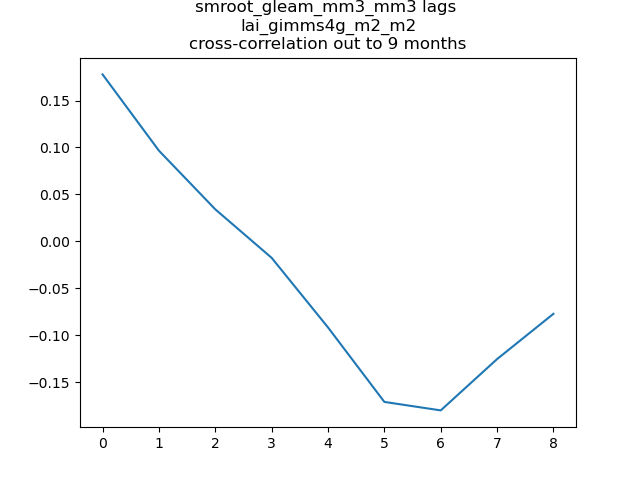 smroot_gleam_mm3_mm3 lags
lai_gimms4g_m2_m2
cross-correlation out to 9 months
0.15
0.10
0.05
0.00
−0.05
−0.10
−0.15
0 1 2 3 4 5 6 7 8